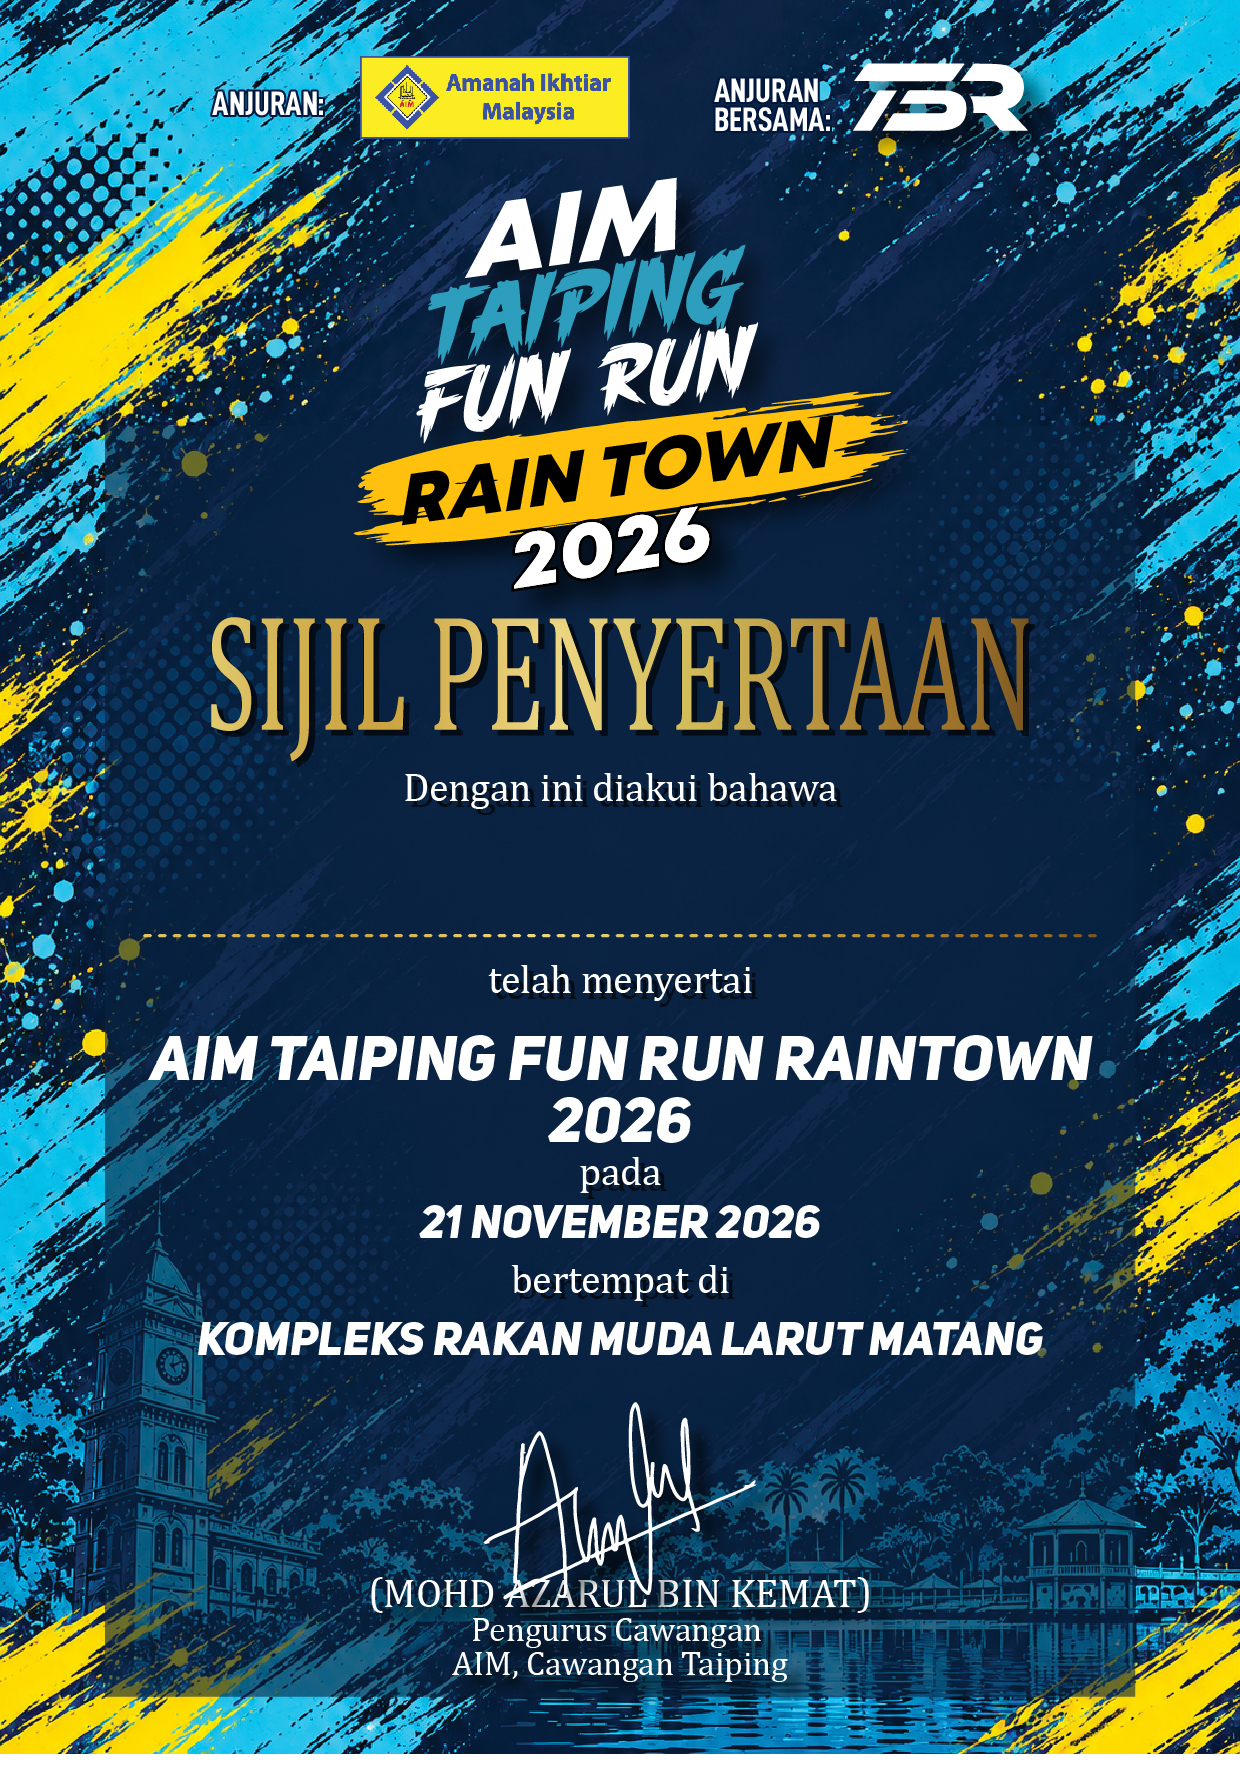 ANJURAN:
Amanah Ikhtiar
Malaysia
AIM
ANJURAN
BERSAMA:
TBR
AIM
TAIPING
FUN RUN
RAIN TOWN
2026
SIJIL PENYERTAAN
Dengan ini diakui bahawa
telah menyertai
AIM TAIPING FUN RUN RAINTOWN
2026
pada
21 NOVEMBER 2026
bertempat di
KOMPLEKS RAKAN MUDA LARUT MATANG
(MOHD AZARUL BIN KEMAT)
Pengurus Cawangan
AIM, Cawangan Taiping